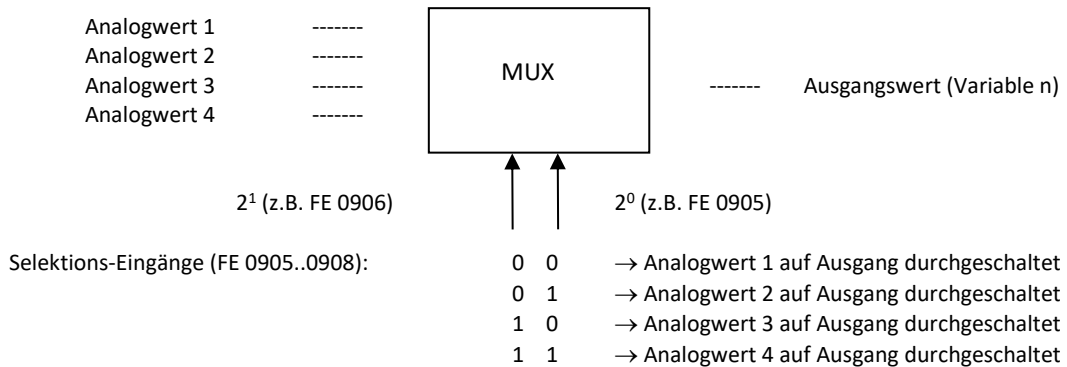 Analogwert 1 -------
Analogwert 2 -------
Analogwert 3 -------
Analogwert 4 -------
MUX
------- Ausgangswert (Variable n)
2¹ (z.B. FE 0906)
2⁰ (z.B. FE 0905)
Selektions-Eingänge (FE 0905..0908): 0 0 → Analogwert 1 auf Ausgang durchgeschaltet
0 1 → Analogwert 2 auf Ausgang durchgeschaltet
1 0 → Analogwert 3 auf Ausgang durchgeschaltet
1 1 → Analogwert 4 auf Ausgang durchgeschaltet